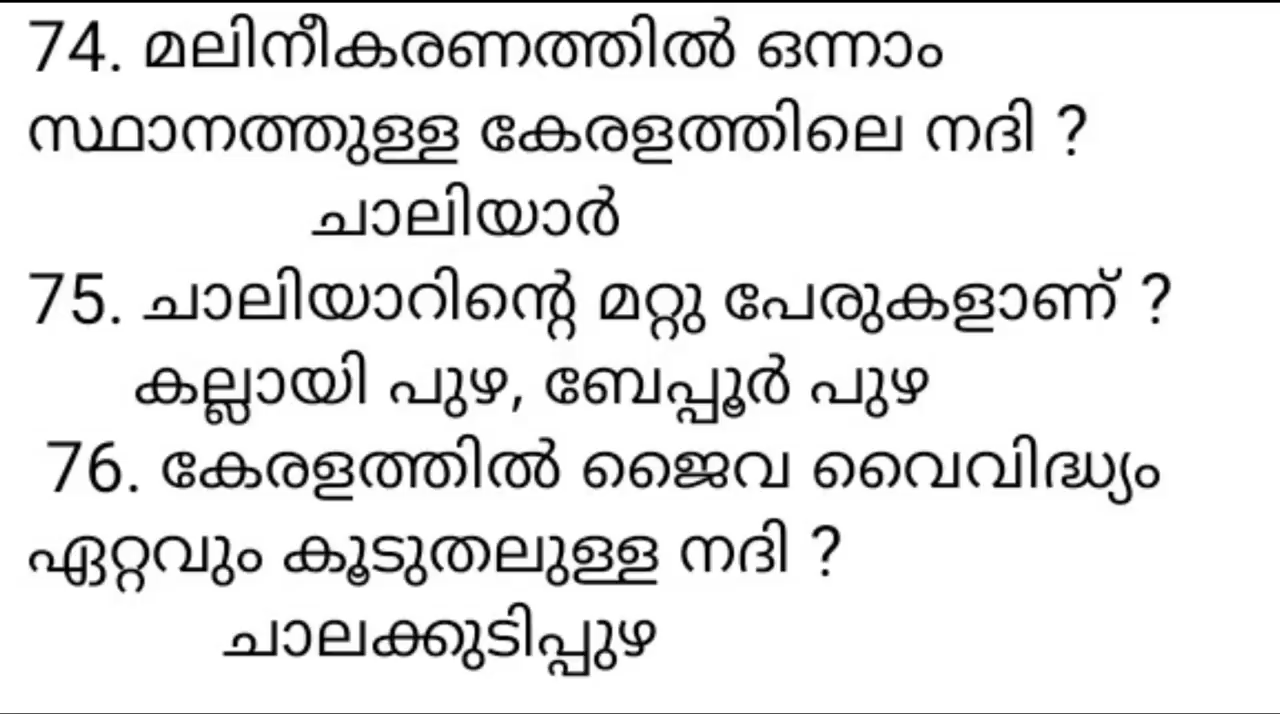 74. മലിനീകരണത്തിൽ ഒന്നാം
സ്ഥാനത്തുള്ള കേരളത്തിലെ നദി ?
ചാലിയാർ
75. ചാലിയാറിന്റെ മറ്റു പേരുകളാണ് ?
കല്ലായി പുഴ, ബേപ്പൂർ പുഴ
76. കേരളത്തിൽ ജൈവ വൈവിദ്ധ്യം
ഏറ്റവും കൂടുതലുള്ള നദി ?
ചാലക്കുടിപ്പുഴ